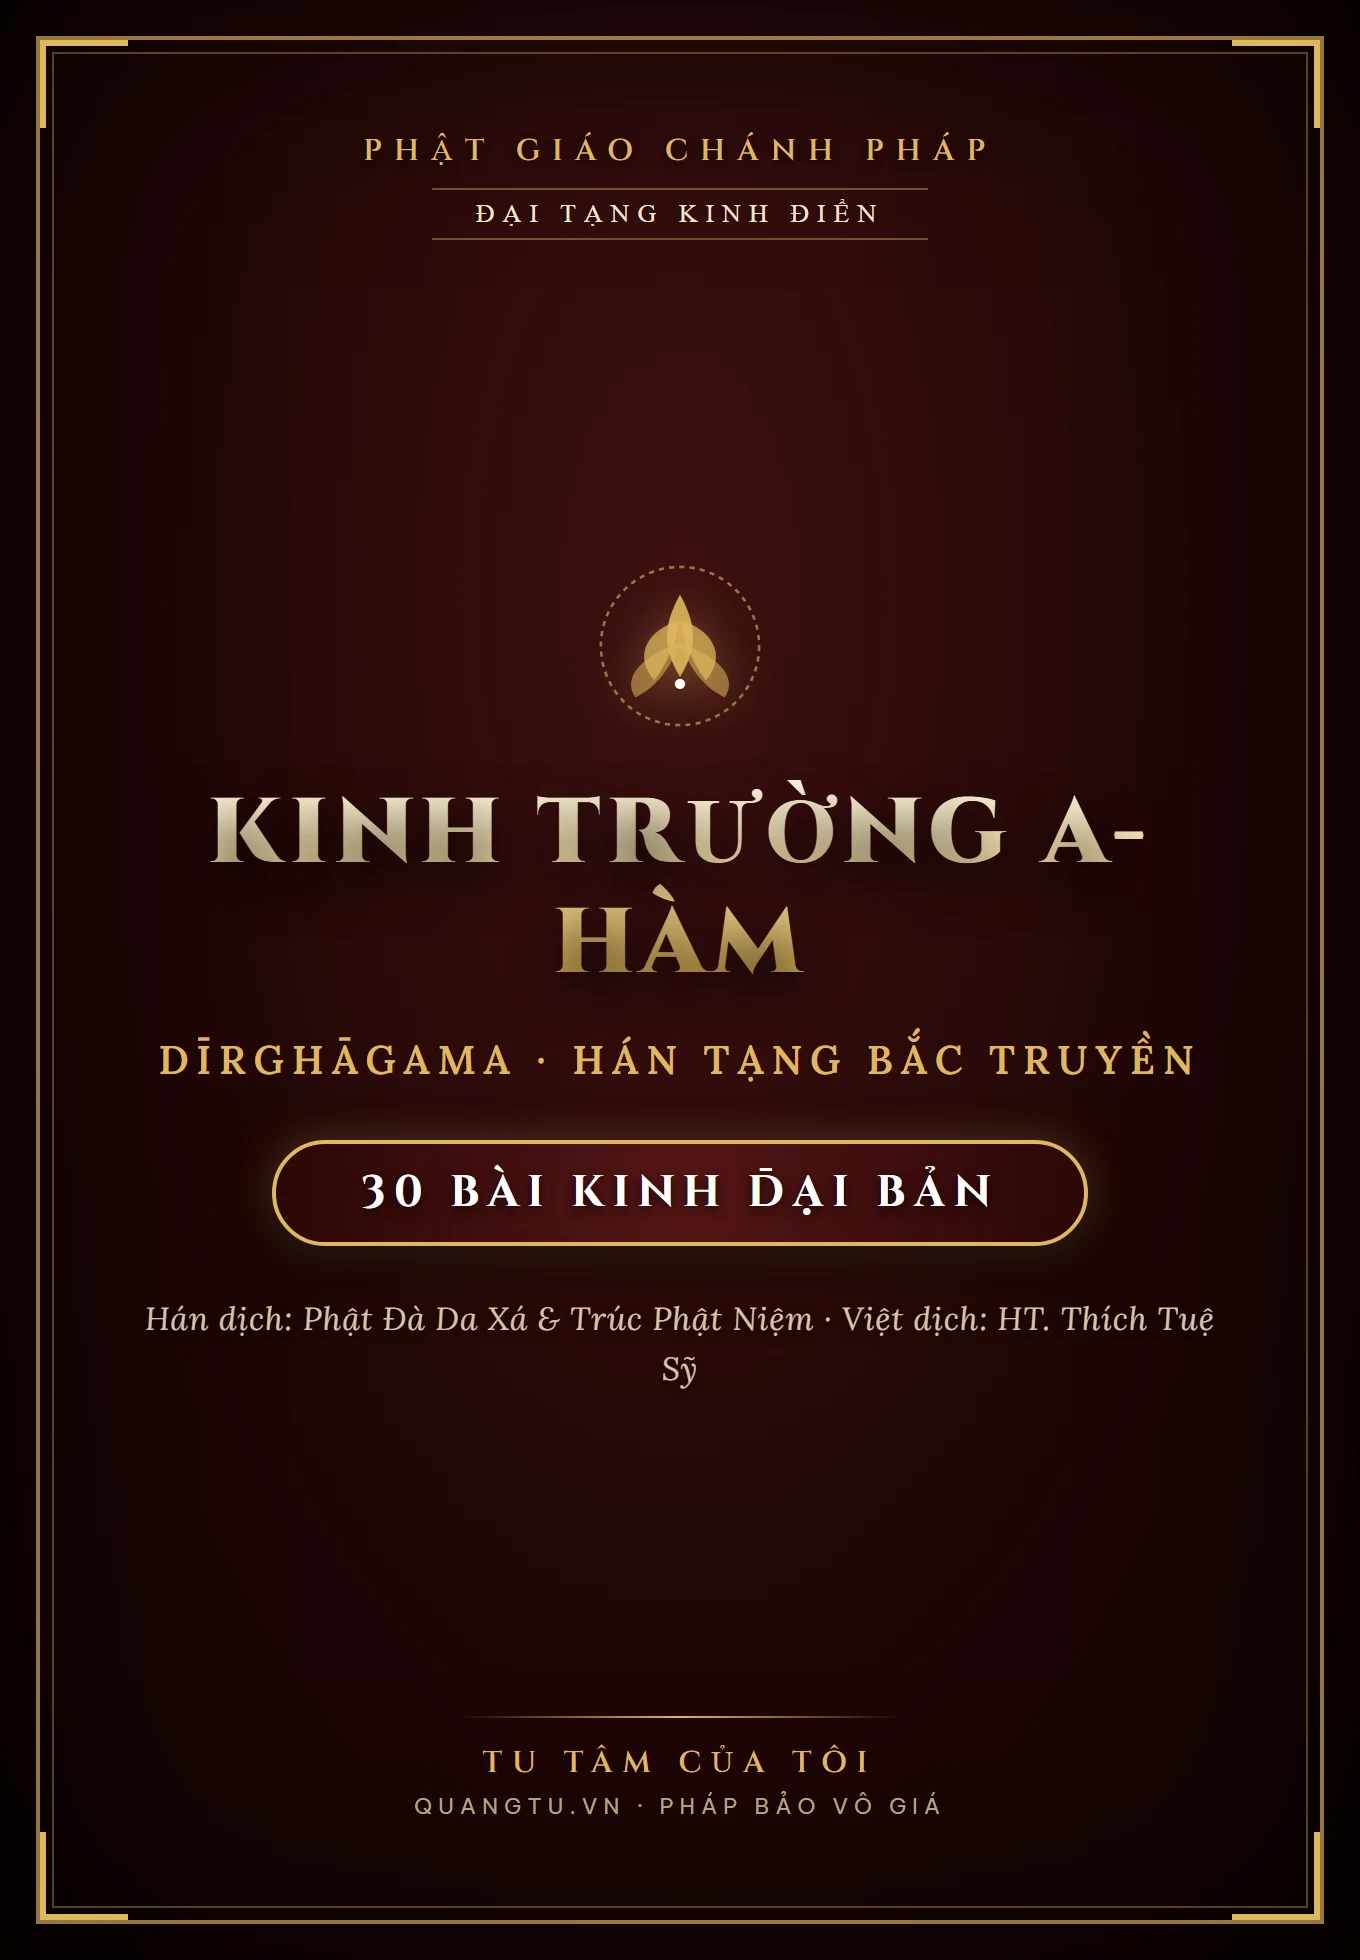 PHẬT GIÁO CHÁNH PHÁP
ĐẠI TẠNG KINH ĐIỂN
KINH TRƯỜNG A-
HÀM
DĪRGHĀGAMA · HÁN TẠNG BẮC TRUYỀN
30 BÀI KINH ĐẠI BẢN
Hán dịch: Phật Đà Da Xá & Trúc Phật Niệm · Việt dịch: HT. Thích Tuệ
Sỹ
TU TÂM CỦA TÔI
QUANGTU.VN · PHÁP BẢO VÔ GIÁ